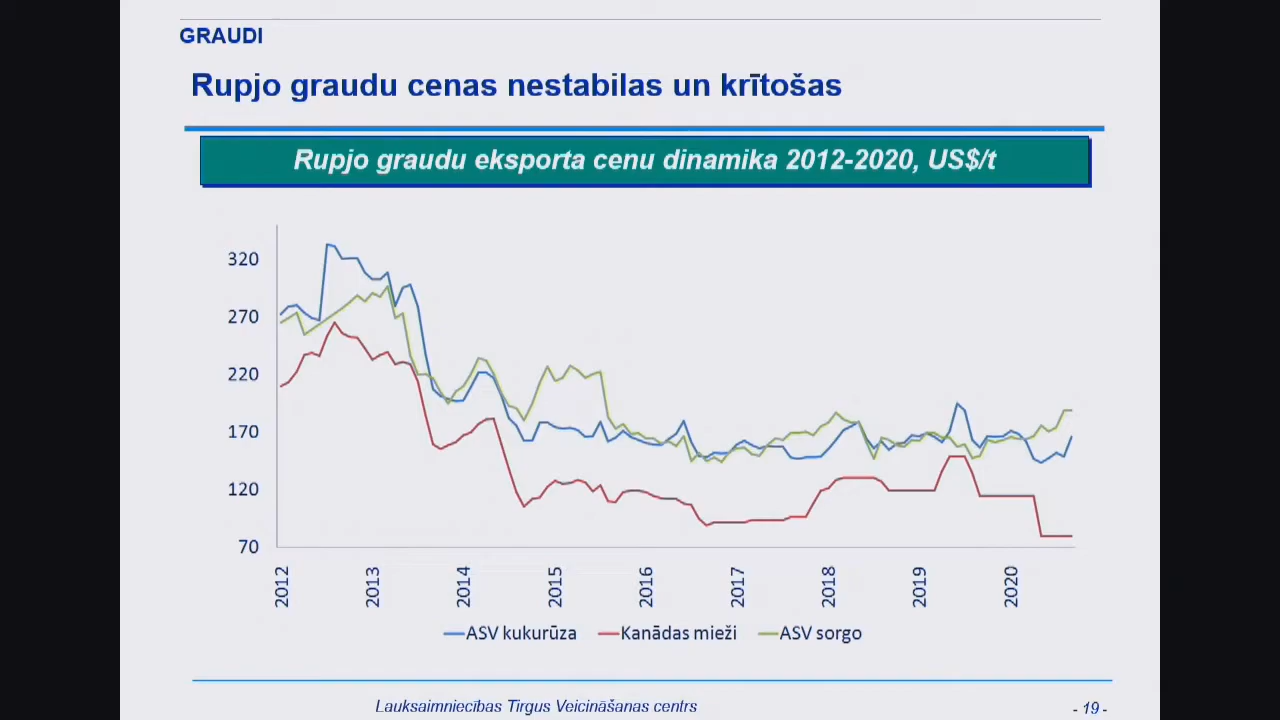 GRAUDI
Rupjo graudu cenas nestabilas un krītošas
Rupjo graudu eksporta cenu dinamika 2012-2020, US$/t
320
270
220
170
120
70
2012 2013 2014 2015 2016 2017 2018 2019 2020
ASV kukurūza Kanādas mieži ASV sorgo
Lauksaimniecības Tirgus Veicināšanas centrs
- 19 -